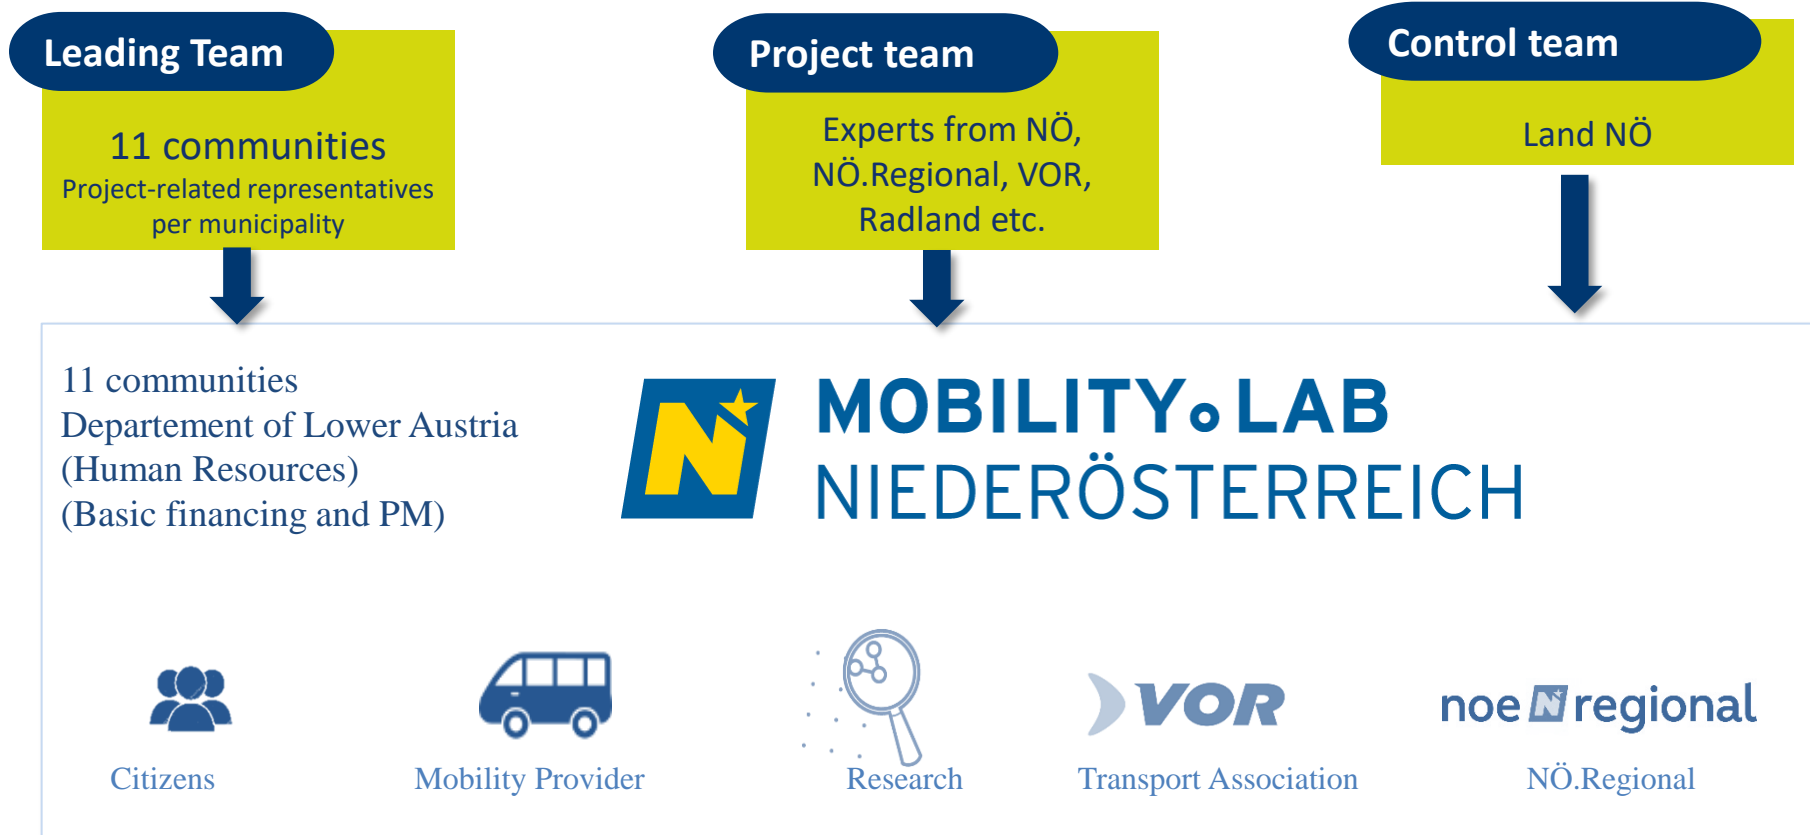 Leading Team
11 communities
Project-related representatives
per municipality
Project team
Experts from NÖ,
NÖ.Regional, VOR,
Radland etc.
Control team
Land NÖ
11 communities
Departement of Lower Austria
(Human Resources)
(Basic financing and PM)
N
MOBILITY LAB
NIEDERÖSTERREICH
Citizens
Mobility Provider
Research
VOR
Transport Association
noe N regional
NÖ.Regional